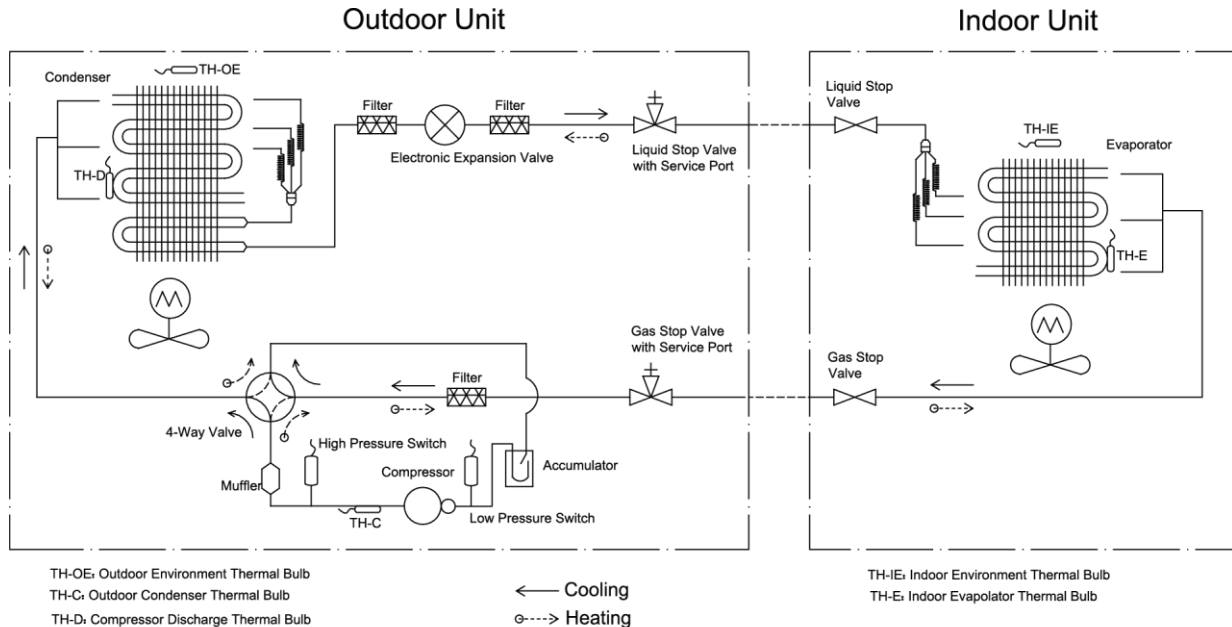 Outdoor Unit
Indoor Unit
Condenser
TH-OE
TH-D
Filter
Electronic Expansion Valve
Filter
Liquid Stop Valve
with Service Port
Liquid Stop
Valve
TH-IE
Evaporator
TH-E
4-Way Valve
Muffler
High Pressure Switch
TH-C
Compressor
Low Pressure Switch
Accumulator
Filter
Gas Stop Valve
with Service Port
Gas Stop
Valve
TH-OE: Outdoor Environment Thermal Bulb
TH-C: Outdoor Condenser Thermal Bulb
TH-D: Compressor Discharge Thermal Bulb
Cooling
Heating
TH-IE: Indoor Environment Thermal Bulb
TH-E: Indoor Evapolator Thermal Bulb